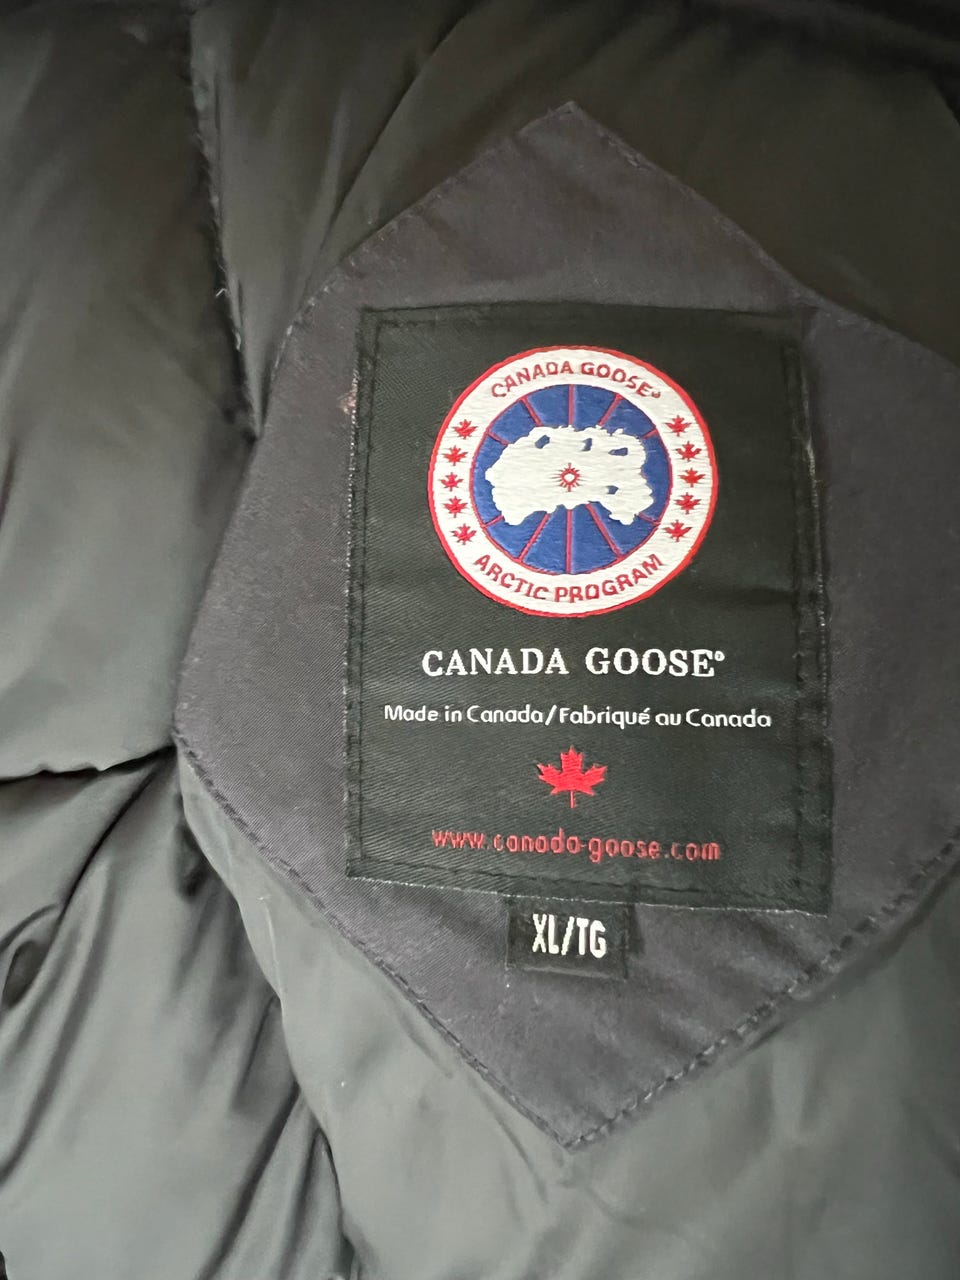 CANADA GOOSE®
ARCTIC PROGRAM
CANADA GOOSE®
Made in Canada/Fabriqué au Canada
www.canada-goose.com
XL/TG